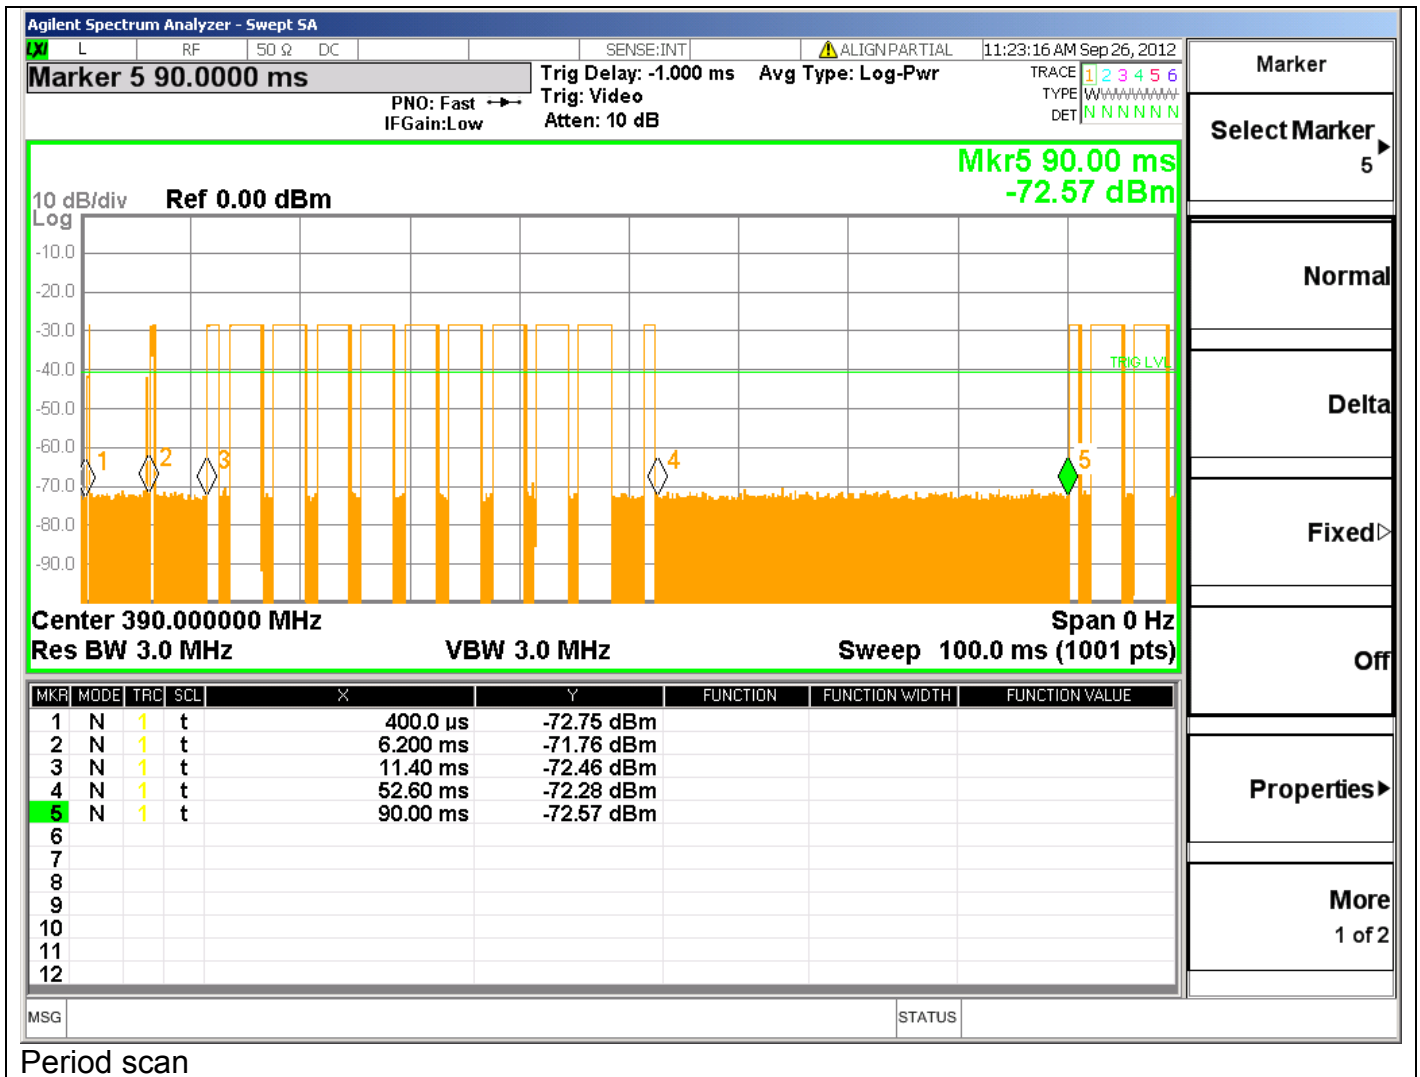 Agilent Spectrum Analyzer - Swept SA
LXI L RF 50 Ω DC SENSE:INT ALIGN PARTIAL 11:23:16 AM Sep 26, 2012
Marker 5 90.0000 ms
PNO: Fast
IFGain:Low
Trig Delay: -1.000 ms
Trig: Video
Atten: 10 dB
Avg Type: Log-Pwr
TRACE 1 2 3 4 5 6
TYPE W
DET N N N N N N
Mkr5 90.00 ms
-72.57 dBm
10 dB/div Ref 0.00 dBm
Log
-10.0
-20.0
-30.0
-40.0
-50.0
-60.0
-70.0
-80.0
-90.0
TRIG LVL
1 2 3 4 5
Center 390.000000 MHz Span 0 Hz
Res BW 3.0 MHz VBW 3.0 MHz Sweep 100.0 ms (1001 pts)
MKR MODE TRC SCL X Y FUNCTION FUNCTION WIDTH FUNCTION VALUE
1 N 1 t 400.0 µs -72.75 dBm
2 N 1 t 6.200 ms -71.76 dBm
3 N 1 t 11.40 ms -72.46 dBm
4 N 1 t 52.60 ms -72.28 dBm
5 N 1 t 90.00 ms -72.57 dBm
6
7
8
9
10
11
12
MSG STATUS
Marker
Select Marker
5
Normal
Delta
Fixed
Off
Properties
More
1 of 2
Period scan